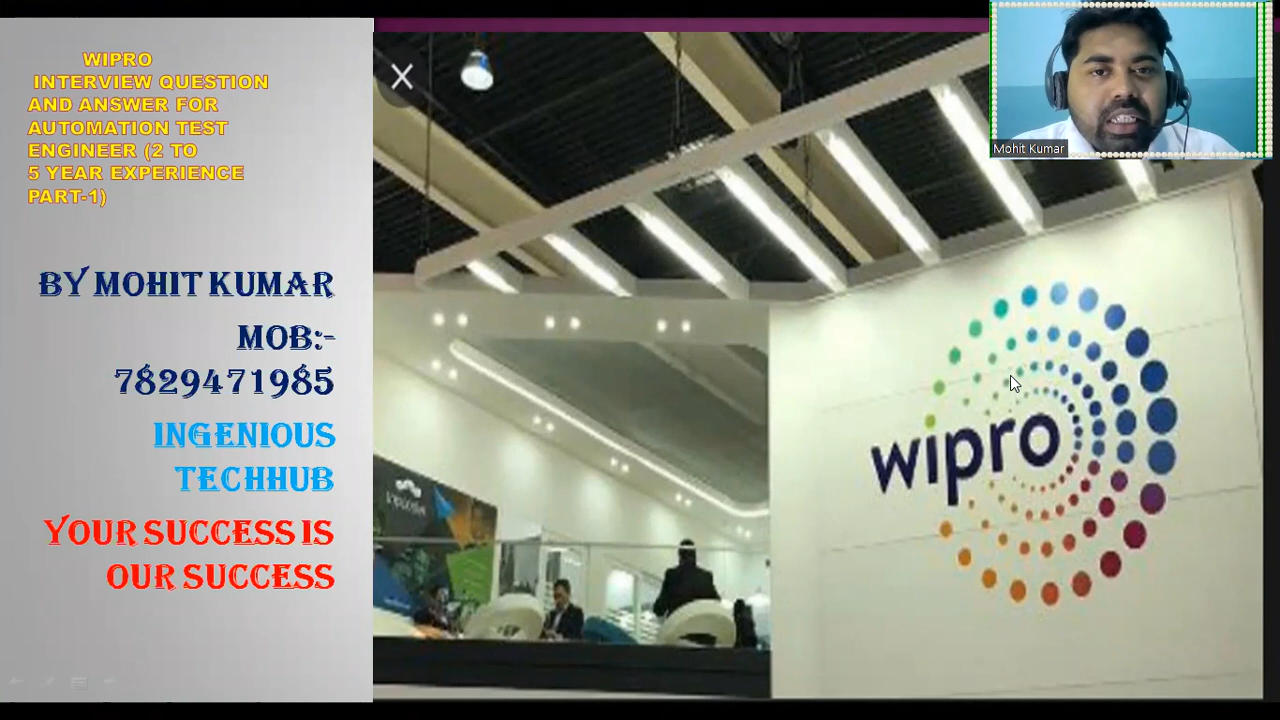 WIPRO
INTERVIEW QUESTION
AND ANSWER FOR
AUTOMATION TEST
ENGINEER (2 TO
5 YEAR EXPERIENCE
PART-1)
BY MOHIT KUMAR
MOB:-
7829471985
INGENIOUS
TECHHUB
YOUR SUCCESS IS
OUR SUCCESS
Mohit Kumar
wipro